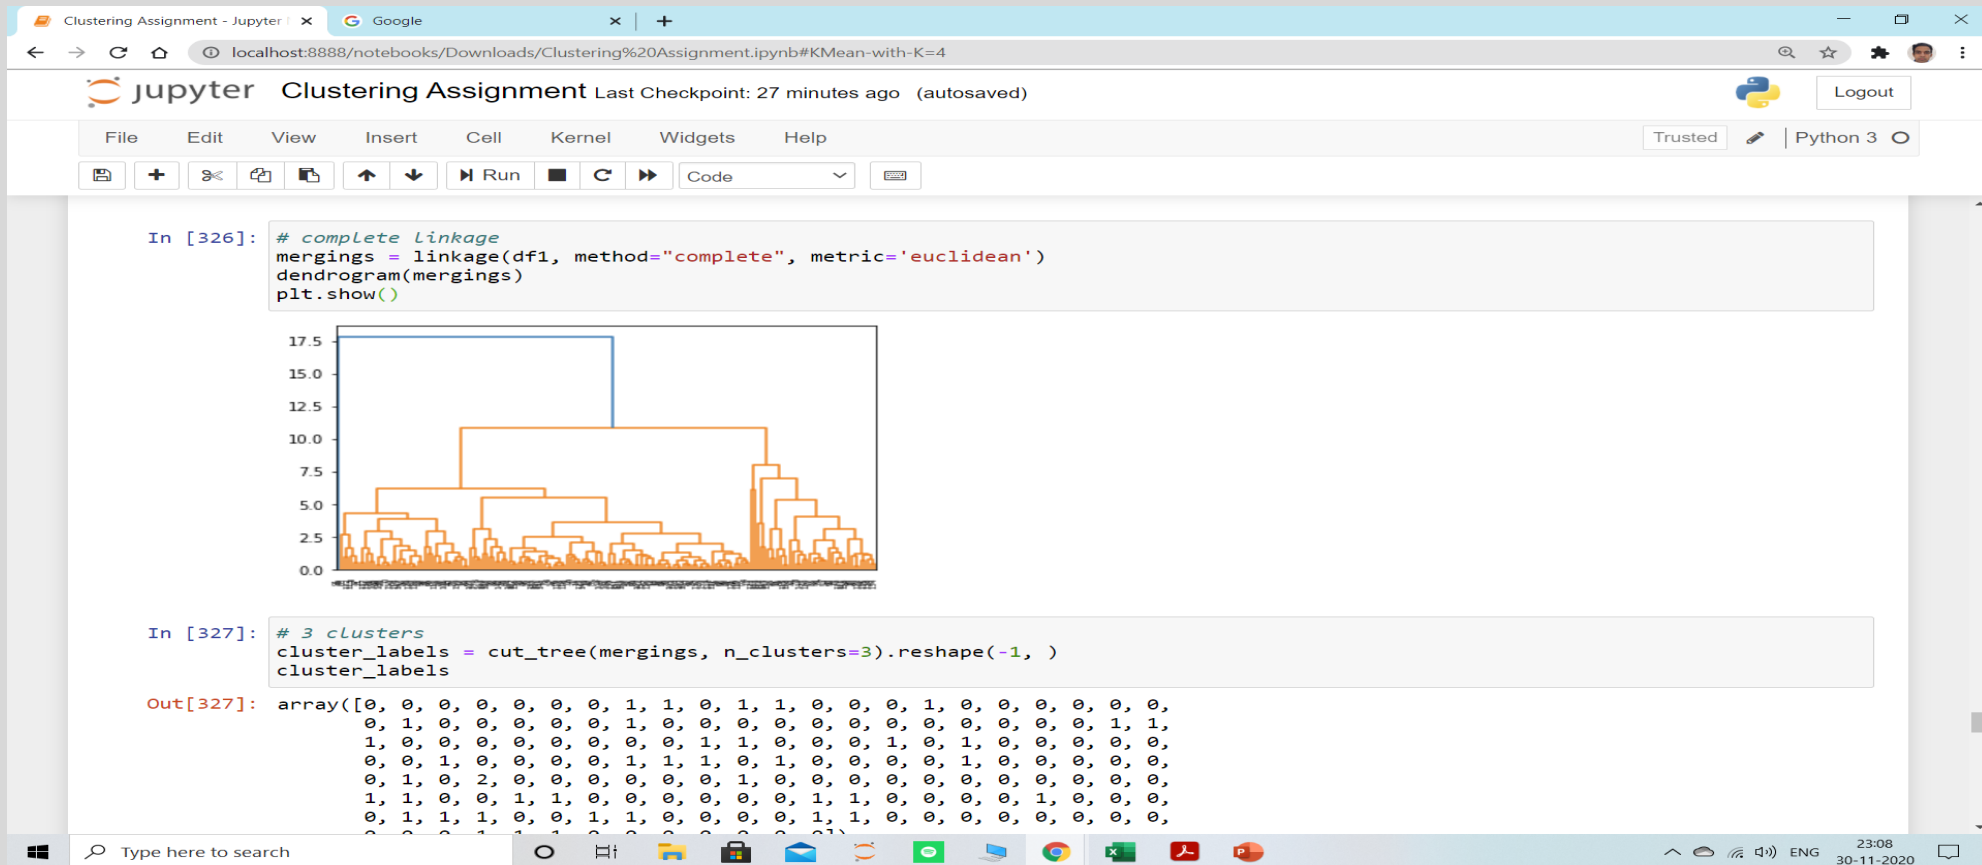 Clustering Assignment - Jupyter
Google
localhost:8888/notebooks/Downloads/Clustering%20Assignment.ipynb#KMean-with-K=4
jupyter Clustering Assignment Last Checkpoint: 27 minutes ago (autosaved)
Logout
File Edit View Insert Cell Kernel Widgets Help
Trusted Python 3
Run Code
In [326]: # complete linkage
mergings = linkage(df1, method="complete", metric='euclidean')
dendrogram(mergings)
plt.show()
17.5
15.0
12.5
10.0
7.5
5.0
2.5
0.0
In [327]: # 3 clusters
cluster_labels = cut_tree(mergings, n_clusters=3).reshape(-1, )
cluster_labels
Out[327]: array([0, 0, 0, 0, 0, 0, 0, 1, 1, 0, 1, 1, 0, 0, 0, 1, 0, 0, 0, 0, 0, 0,
0, 1, 0, 0, 0, 0, 0, 1, 0, 0, 0, 0, 0, 0, 0, 0, 0, 0, 0, 0, 1, 1,
1, 0, 0, 0, 0, 0, 0, 0, 0, 1, 1, 0, 0, 0, 1, 0, 1, 0, 0, 0, 0, 0,
0, 0, 1, 0, 0, 0, 0, 1, 1, 1, 0, 1, 0, 0, 0, 0, 1, 0, 0, 0, 0, 0,
0, 1, 0, 2, 0, 0, 0, 0, 0, 0, 1, 0, 0, 0, 0, 0, 0, 0, 0, 0, 0, 0,
1, 1, 0, 0, 1, 1, 0, 0, 0, 0, 0, 0, 1, 1, 0, 0, 0, 0, 1, 0, 0, 0,
0, 1, 1, 1, 0, 0, 1, 1, 0, 0, 0, 0, 1, 1, 0, 0, 0, 0, 0, 0, 0, 0,
Type here to search
ENG
23:08
30-11-2020